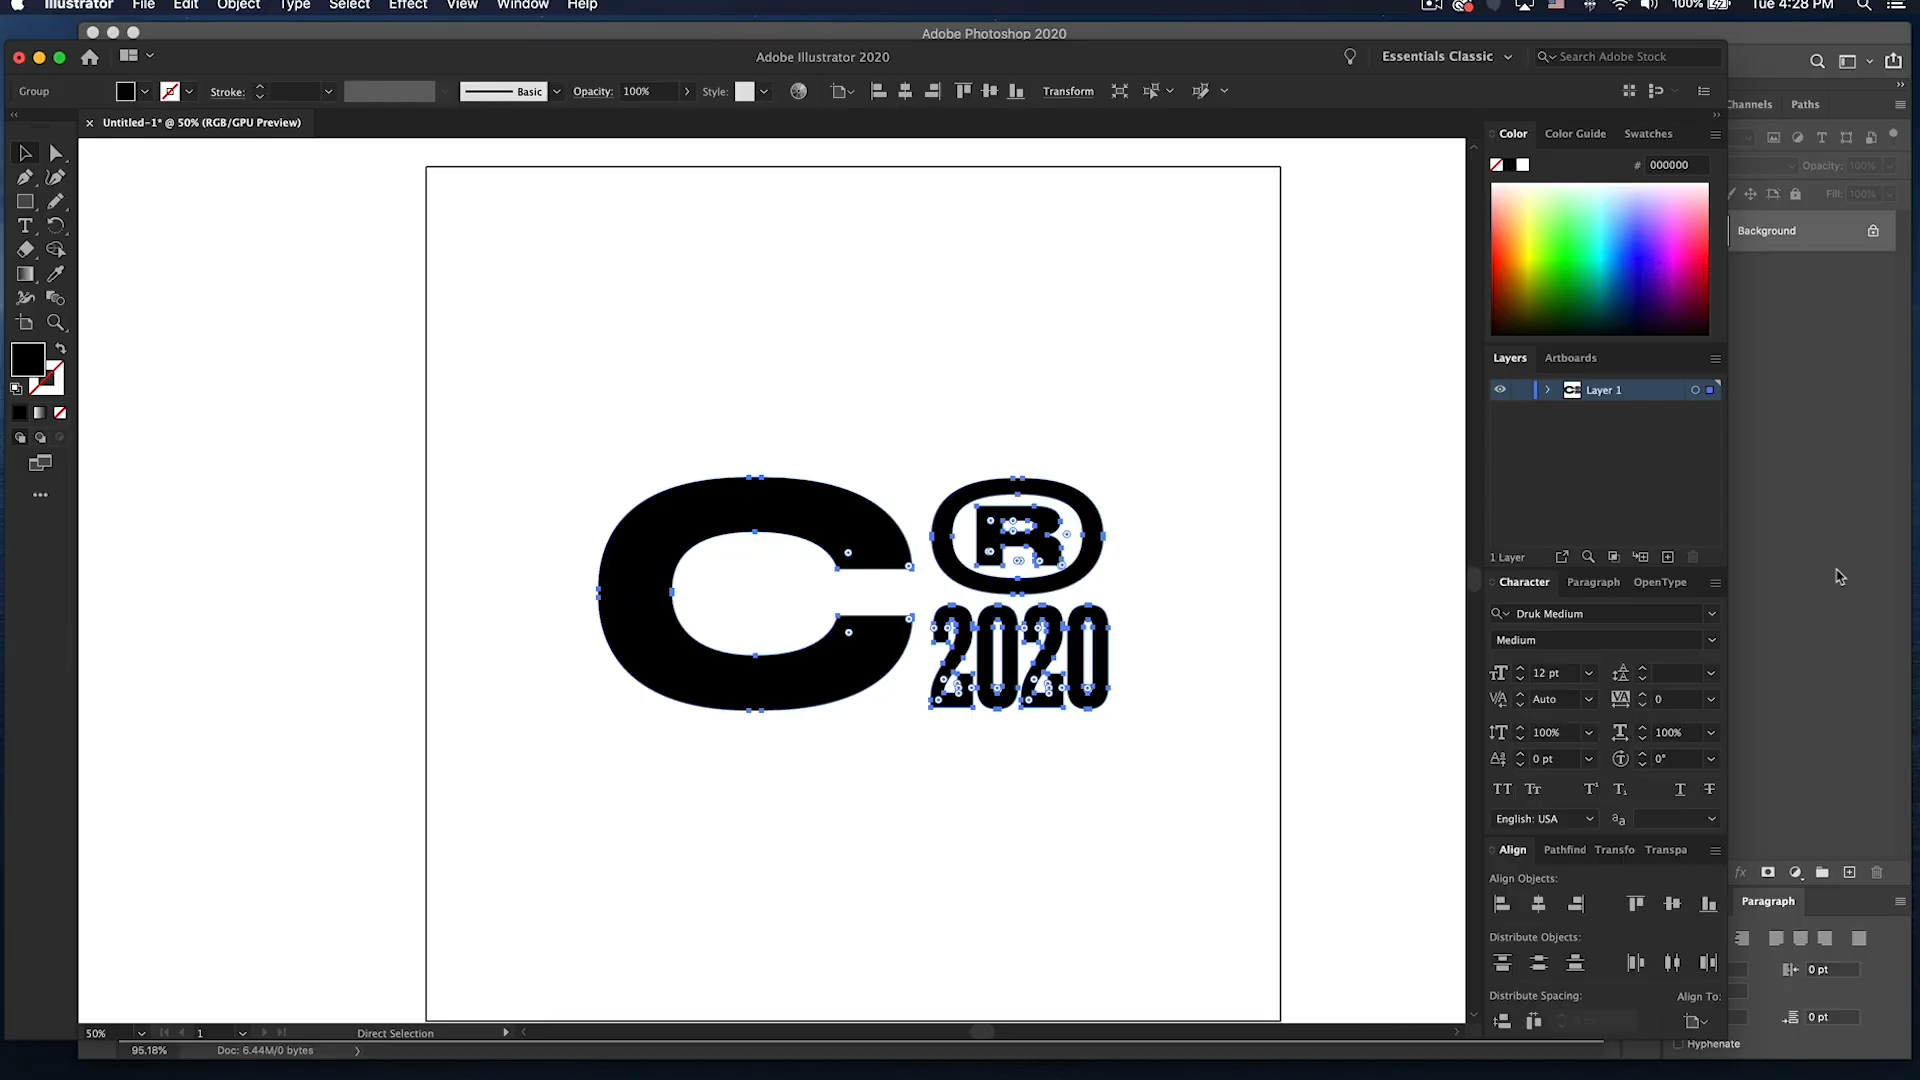 Illustrator File Edit Object Type Select Effect View Window Help 100% Tue 4:28 PM
Adobe Photoshop 2020
Adobe Illustrator 2020 Essentials Classic Search Adobe Stock
Group Stroke: Basic Opacity: 100% Style: Transform
Untitled-1* @ 50% (RGB/GPU Preview)
Channels Paths
Color Color Guide Swatches
# 000000
Opacity: 100%
Fill: 100%
Background
Layers Artboards
Layer 1
C R
2020
1 Layer
Character Paragraph OpenType
Druk Medium
Medium
12 pt
Auto 0
100% 100%
0 pt 0°
English: USA
Align Pathfind Transfo Transpa
Align Objects:
Distribute Objects:
Distribute Spacing: Align To:
Paragraph
0 pt
0 pt
Hyphenate
50% 1 Direct Selection
95.18% Doc: 6.44M/0 bytes